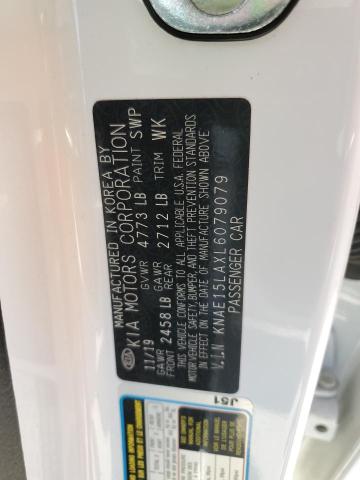 MANUFACTURED IN KOREA BY
KIA KIA MOTORS CORPORATION
11/19 GVWR 4773 LB PAINT SWP
GAWR FRONT 2458 LB GAWR REAR 2712 LB TRIM WK
THIS VEHICLE CONFORMS TO ALL APPLICABLE U.S.A. FEDERAL
MOTOR VEHICLE SAFETY, BUMPER, AND THEFT PREVENTION STANDARDS
IN EFFECT ON THE DATE OF MANUFACTURE SHOWN ABOVE
V.I.N KNAE15LAXL6079079
PASSENGER CAR
J51
LOADING INFORMATION